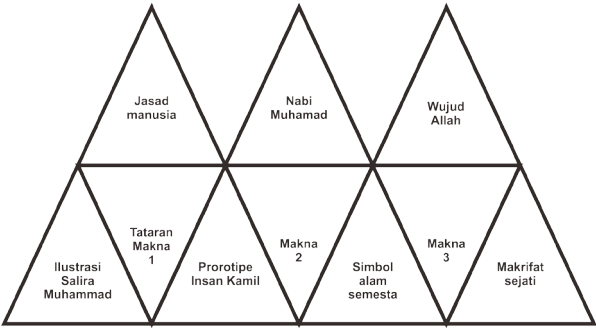 Jasad
manusia
Nabi
Muhamad
Wujud
Allah
Ilustrasi
Salira
Muhammad
Tataran
Makna
1
Prorotipe
Insan Kamil
Makna
2
Simbol
alam
semesta
Makna
3
Makrifat
sejati